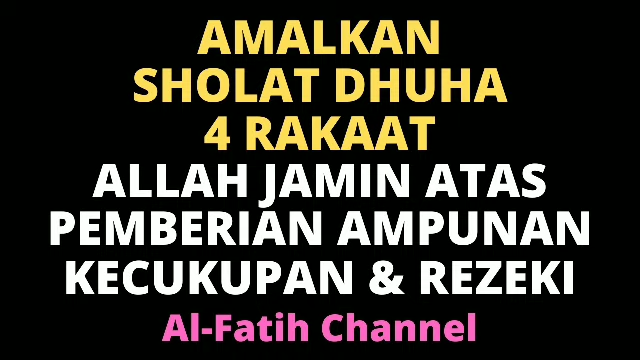 AMALKAN
SHOLAT DHUHA
4 RAKAAT
ALLAH JAMIN ATAS
PEMBERIAN AMPUNAN
KECUKUPAN & REZEKI
Al-Fatih Channel